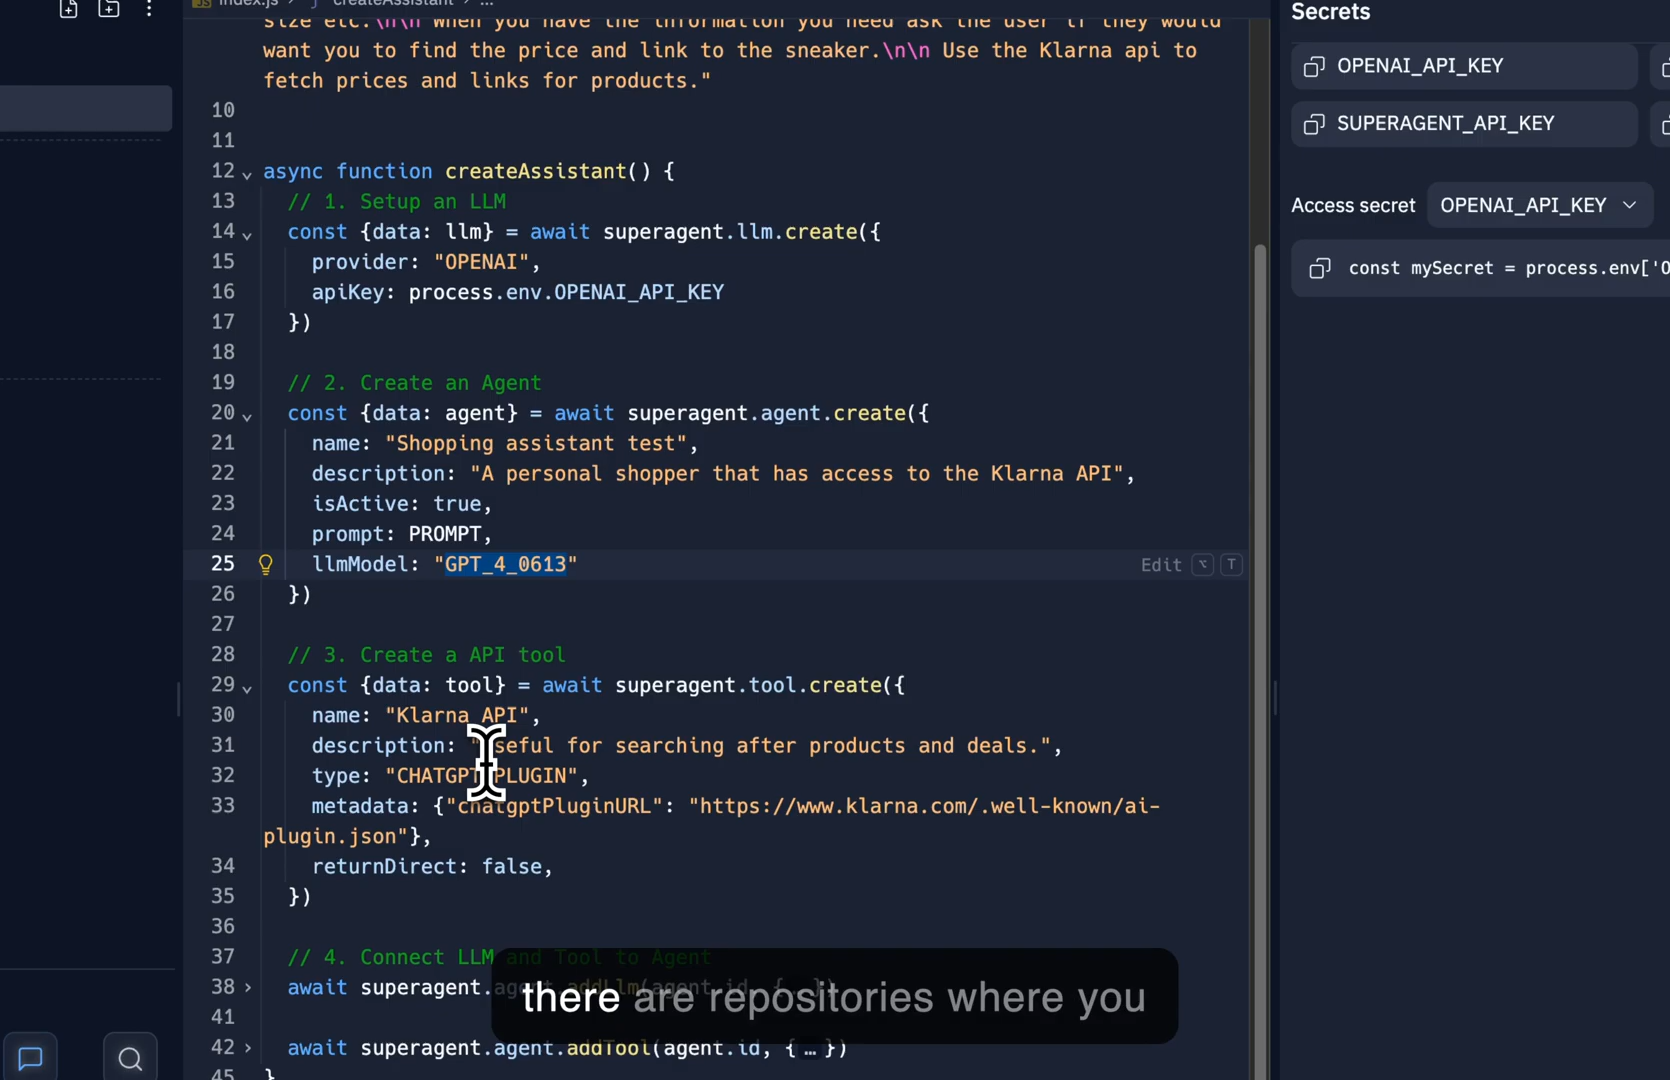 index.js > createAssistant > ...
Secrets
size etc.\n\n When you have the information you need ask the user if they would
want you to find the price and link to the sneaker.\n\n Use the Klarna api to
fetch prices and links for products."
OPENAI_API_KEY
SUPERAGENT_API_KEY
Access secret OPENAI_API_KEY
const mySecret = process.env['O
10
11
12 async function createAssistant() {
13 // 1. Setup an LLM
14 const {data: llm} = await superagent.llm.create({
15 provider: "OPENAI",
16 apiKey: process.env.OPENAI_API_KEY
17 })
18
19 // 2. Create an Agent
20 const {data: agent} = await superagent.agent.create({
21 name: "Shopping assistant test",
22 description: "A personal shopper that has access to the Klarna API",
23 isActive: true,
24 prompt: PROMPT,
25 llmModel: "GPT_4_0613" Edit ⌥ T
26 })
27
28 // 3. Create a API tool
29 const {data: tool} = await superagent.tool.create({
30 name: "Klarna API",
31 description: "Useful for searching after products and deals.",
32 type: "CHATGPT_PLUGIN",
33 metadata: {"chatgptPluginURL": "https://www.klarna.com/.well-known/ai-
plugin.json"},
34 returnDirect: false,
35 })
36
37 // 4. Connect LLM and Tool to Agent
38 > await superagent.agent.addLlm(agent.id, { … })
there are repositories where you
41
42 > await superagent.agent.addTool(agent.id, { … })
45 }